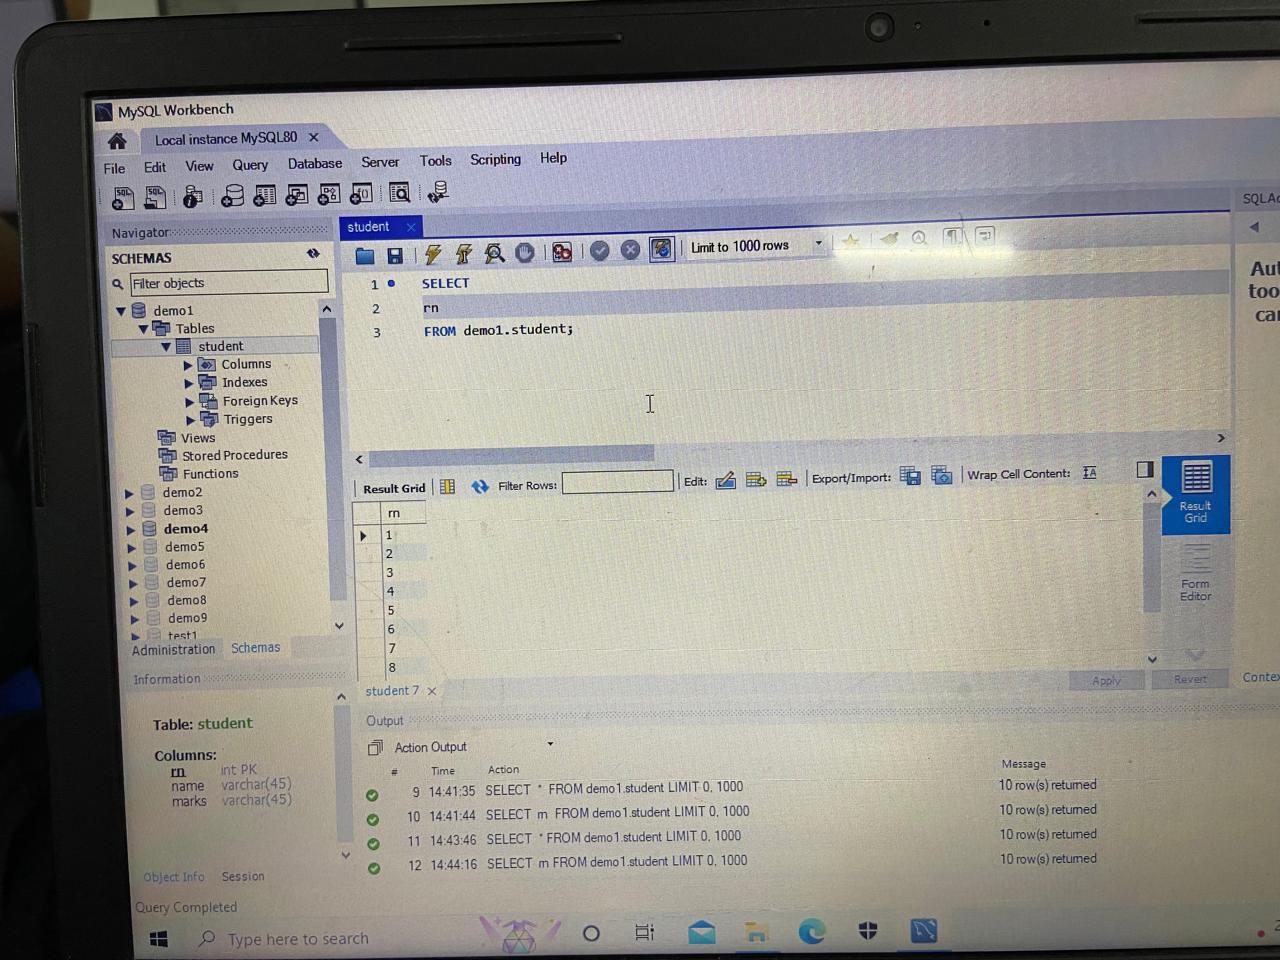 MySQL Workbench
Local instance MySQL80
File Edit View Query Database Server Tools Scripting Help
Navigator
SCHEMAS
Filter objects
demo1
Tables
student
Columns
Indexes
Foreign Keys
Triggers
Views
Stored Procedures
Functions
demo2
demo3
demo4
demo5
demo6
demo7
demo8
demo9
test1
Administration Schemas
Information
Table: student
Columns:
rn int PK
name varchar(45)
marks varchar(45)
Object Info Session
Query Completed
student
Limit to 1000 rows
1 SELECT
2 rn
3 FROM demo1.student;
Result Grid Filter Rows: Edit: Export/Import: Wrap Cell Content:
rn
1
2
3
4
5
6
7
8
Result
Grid
Form
Editor
student 7 Apply Revert
Output
Action Output
# Time Action Message
9 14:41:35 SELECT * FROM demo1.student LIMIT 0, 1000 10 row(s) returned
10 14:41:44 SELECT rn FROM demo1.student LIMIT 0, 1000 10 row(s) returned
11 14:43:46 SELECT * FROM demo1.student LIMIT 0, 1000 10 row(s) returned
12 14:44:16 SELECT rn FROM demo1.student LIMIT 0, 1000 10 row(s) returned
Type here to search